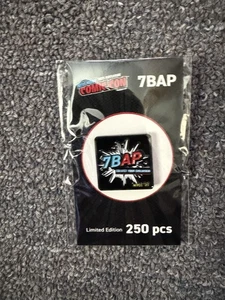 COMIC CON
7BAP
7BAP
Limited Edition 250 pcs